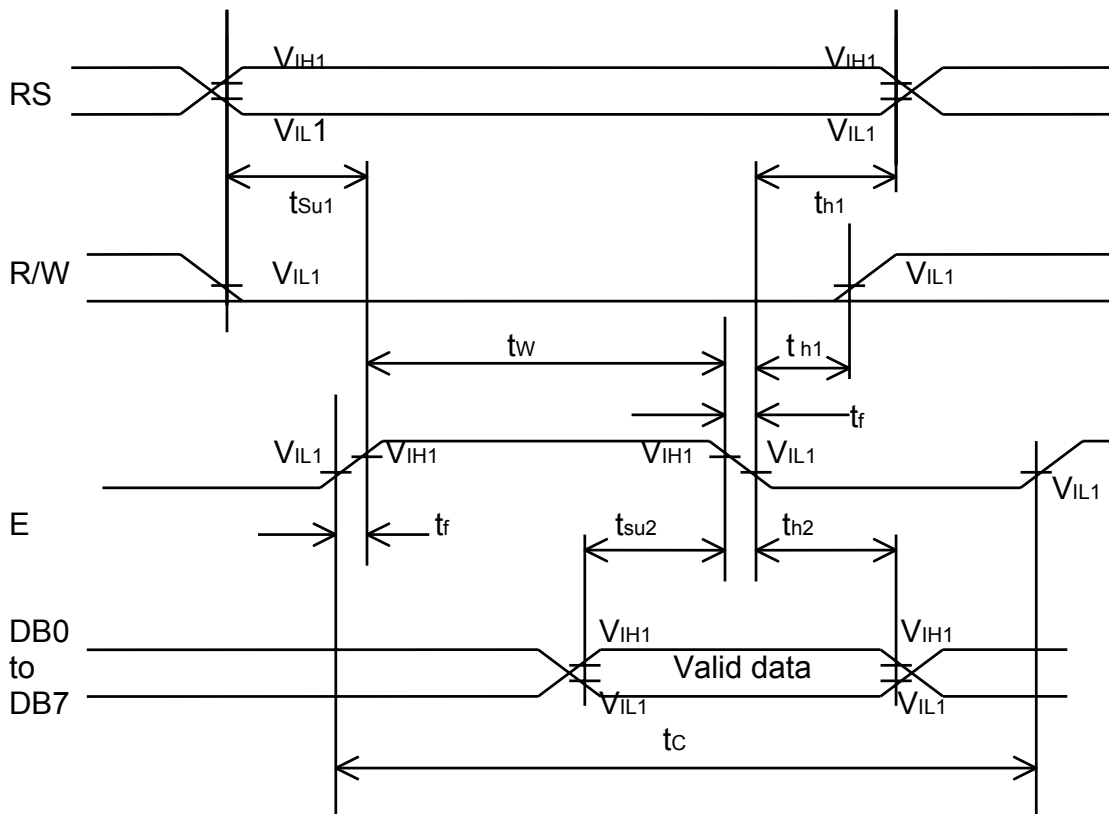 VIH1 VIH1
RS
VIL1 VIL1
tSu1 th1
R/W VIL1 VIL1
tW th1
tf
VIL1 VIH1 VIH1 VIL1
VIL1
E tf tsu2 th2
DB0 VIH1 VIH1
to Valid data
DB7 VIL1 VIL1
tC